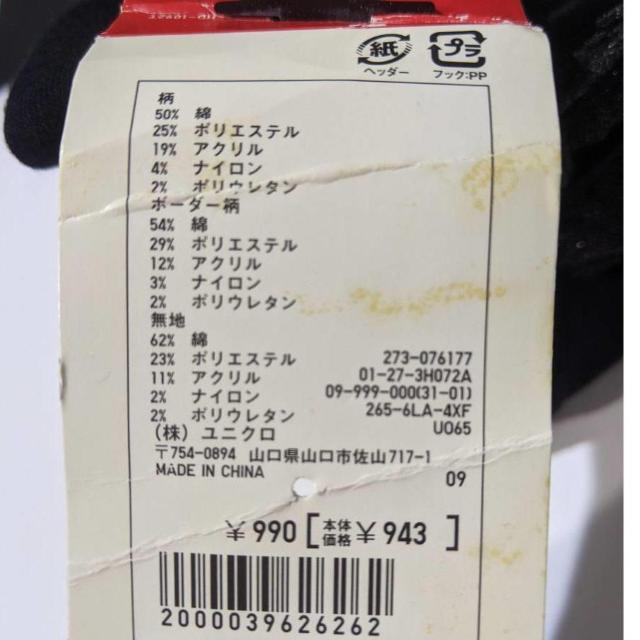 紙
プラ
ヘッダー
フック:PP
柄
50% 綿
25% ポリエステル
19% アクリル
4% ナイロン
2% ポリウレタン
ボーダー柄
54% 綿
29% ポリエステル
12% アクリル
3% ナイロン
2% ポリウレタン
無地
62% 綿
23% ポリエステル 273-076177
11% アクリル 01-27-3H072A
2% ナイロン 09-999-000(31-01)
2% ポリウレタン 265-6LA-4XF
(株) ユニクロ U065
〒754-0894 山口県山口市佐山717-1
MADE IN CHINA 09
¥ 990 [本体価格 ¥ 943 ]
2000039626262